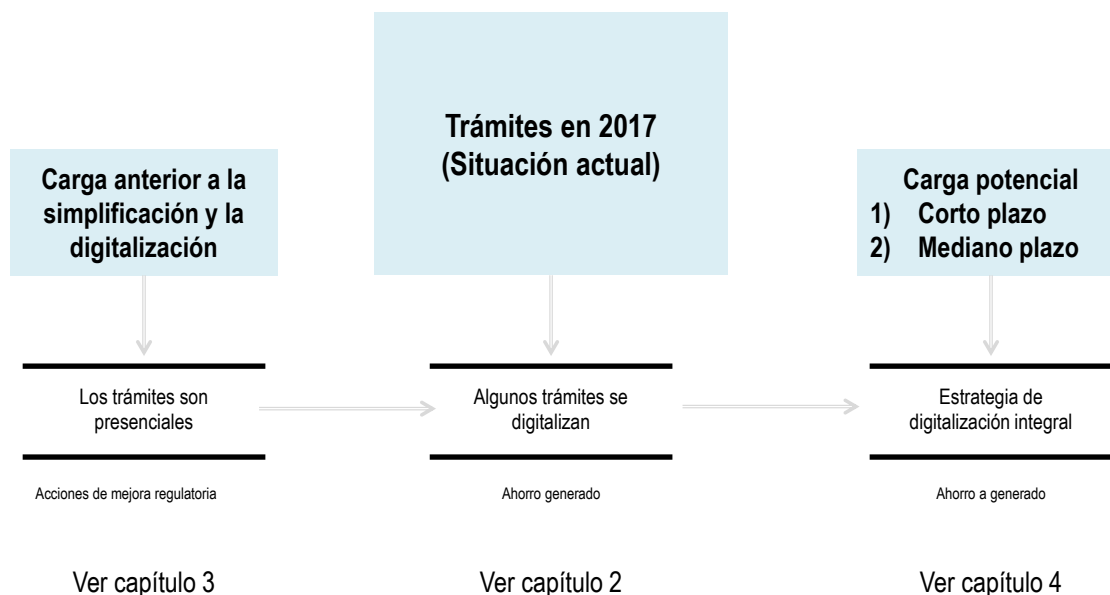 Carga anterior a la
simplificación y la
digitalización
Trámites en 2017
(Situación actual)
Carga potencial
1) Corto plazo
2) Mediano plazo
Los trámites son
presenciales
Algunos trámites se
digitalizan
Estrategia de
digitalización integral
Acciones de mejora regulatoria
Ahorro generado
Ahorro a generado
Ver capítulo 3
Ver capítulo 2
Ver capítulo 4